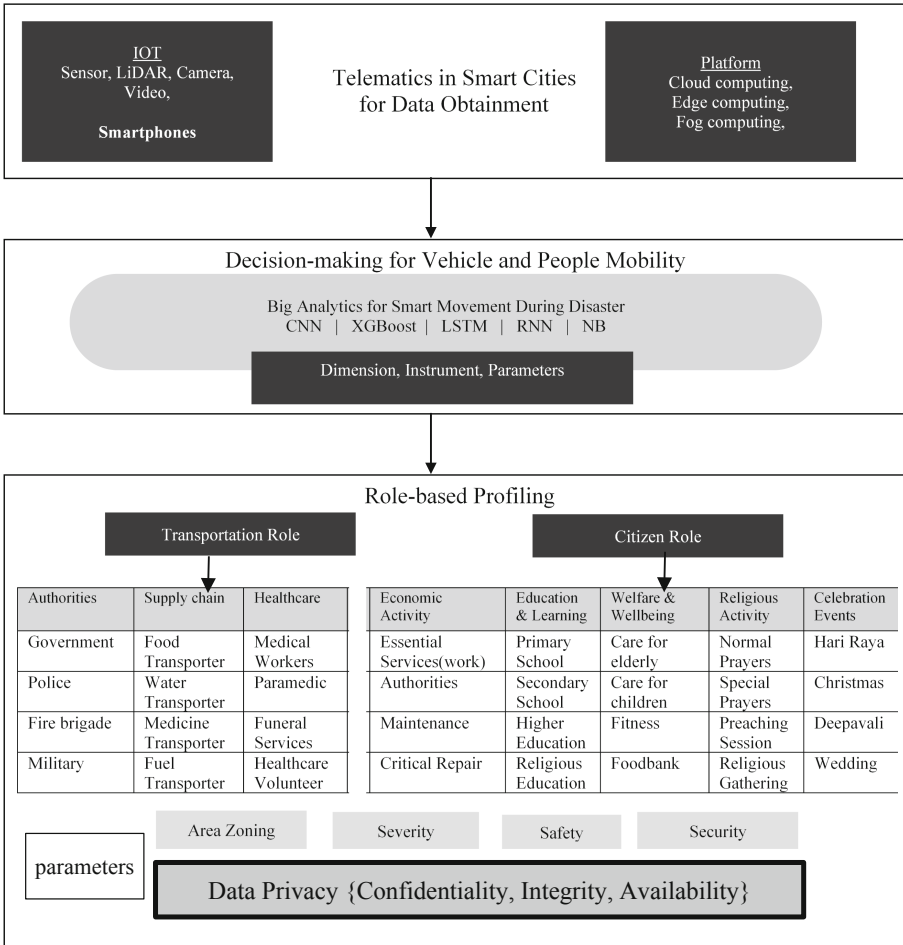 IOT
Sensor, LiDAR, Camera,
Video,
Smartphones
Telematics in Smart Cities
for Data Obtainment
Platform
Cloud computing,
Edge computing,
Fog computing,
Decision-making for Vehicle and People Mobility
Big Analytics for Smart Movement During Disaster
CNN | XGBoost | LSTM | RNN | NB
Dimension, Instrument, Parameters
Role-based Profiling
Transportation Role
Citizen Role
Authorities
Supply chain
Healthcare
Government
Food
Transporter
Medical
Workers
Police
Water
Transporter
Paramedic
Fire brigade
Medicine
Transporter
Funeral
Services
Military
Fuel
Transporter
Healthcare
Volunteer
Economic
Activity
Education
& Learning
Welfare &
Wellbeing
Religious
Activity
Celebration
Events
Essential
Services(work)
Primary
School
Care for
elderly
Normal
Prayers
Hari Raya
Authorities
Secondary
School
Care for
children
Special
Prayers
Christmas
Maintenance
Higher
Education
Fitness
Preaching
Session
Deepavali
Critical Repair
Religious
Education
Foodbank
Religious
Gathering
Wedding
parameters
Area Zoning
Severity
Safety
Security
Data Privacy {Confidentiality, Integrity, Availability}